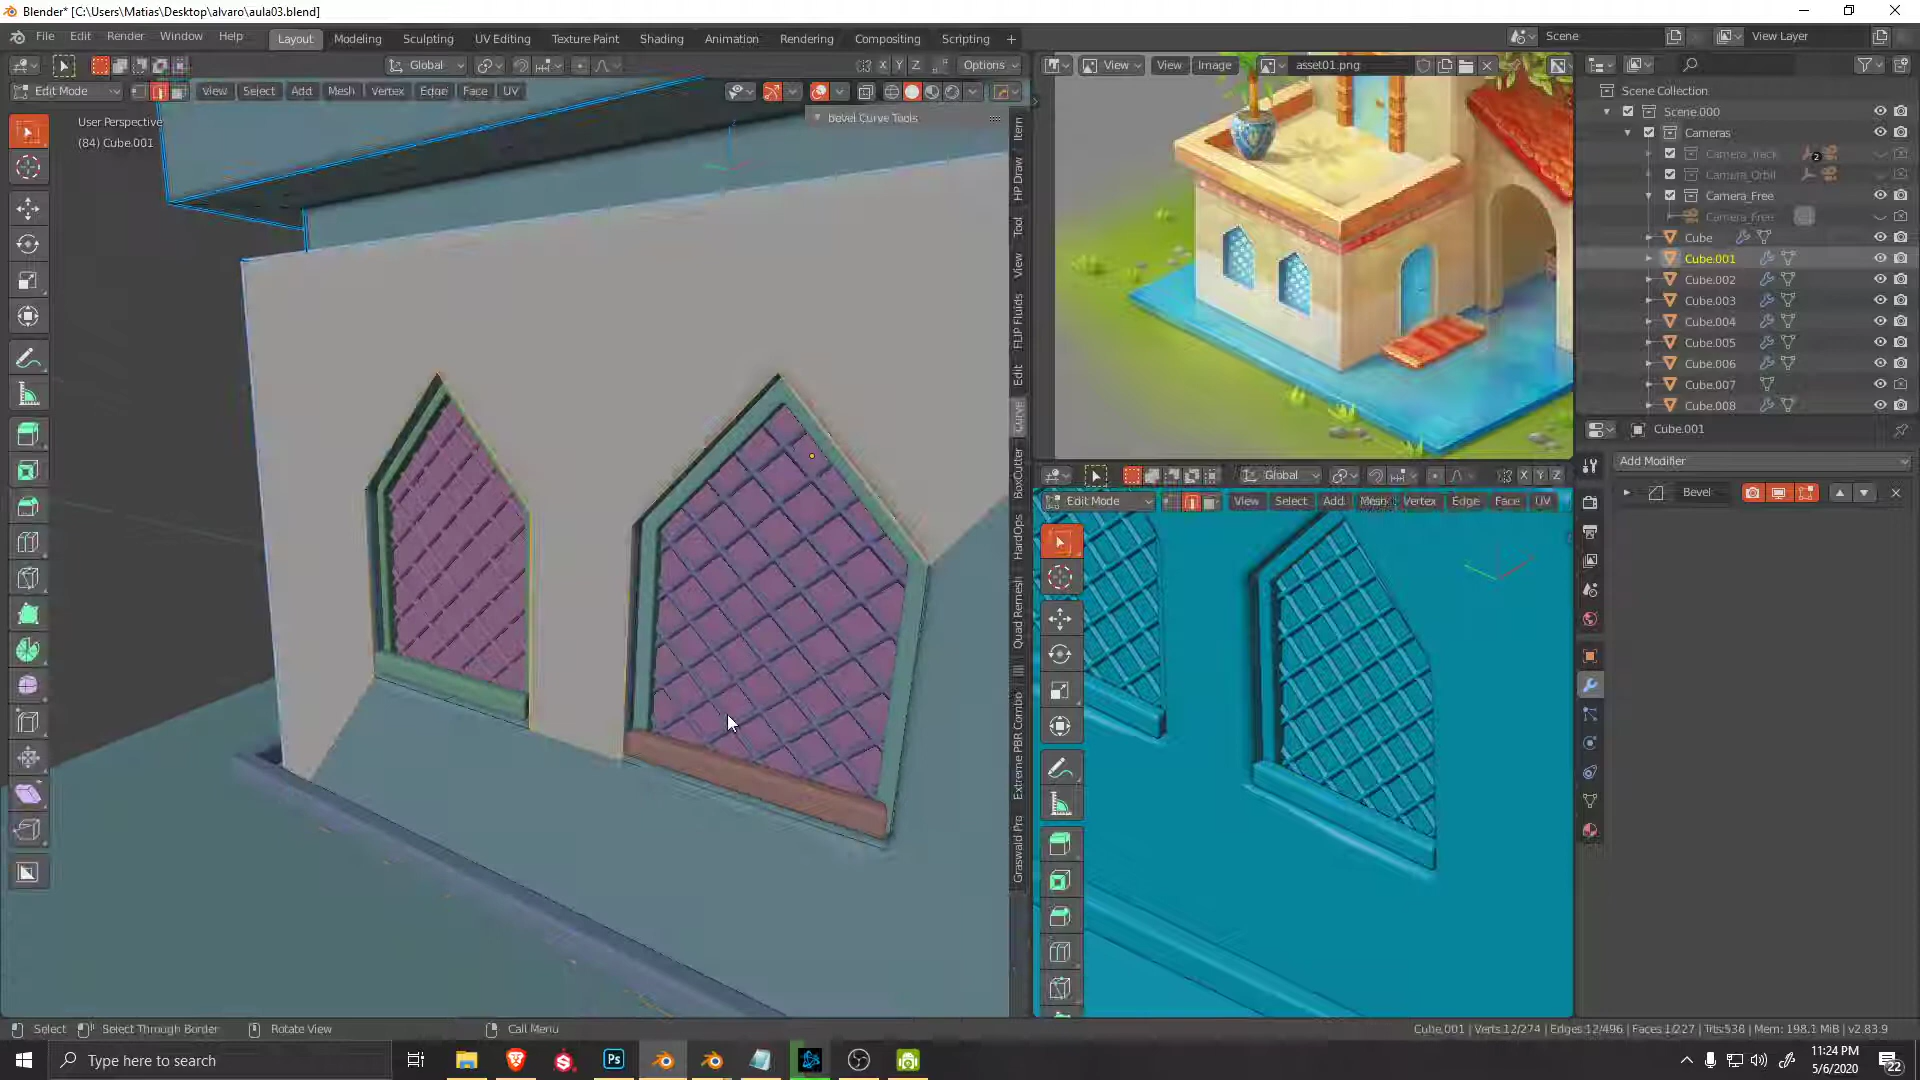 Blender* [C:\Users\Matias\Desktop\alvaro\aula03.blend]
File Edit Render Window Help Layout Modeling Sculpting UV Editing Texture Paint Shading Animation Rendering Compositing Scripting + Scene View Layer
Global X Y Z Options
Edit Mode View Select Add Mesh Vertex Edge Face UV
User Perspective
(84) Cube.001
Bevel Curve Tools
Item
HP Draw
Tool
View
FLIP Fluids
Edit
Curve
BoxCutter
HardOps
Quad Remesh
Extreme PBR Combo
Graswald Pro
View View Image asset01.png
Global X Y Z
Edit Mode View Select Add Mesh Vertex Edge Face UV
Scene Collection
Scene.000
Cameras
Camera_Track 2
Camera_Orbil
Camera_Free
Camera_Free
Cube
Cube.001
Cube.002
Cube.003
Cube.004
Cube.005
Cube.006
Cube.007
Cube.008
Cube.001
Add Modifier
Bevel
Select Select Through Border Rotate View Call Menu
Cube.001 | Verts:12/274 | Edges:12/496 | Faces:1/227 | Tris:536 | Mem: 198.1 MiB | v2.83.9
Type here to search
Ps
11:24 PM
5/6/2020
22